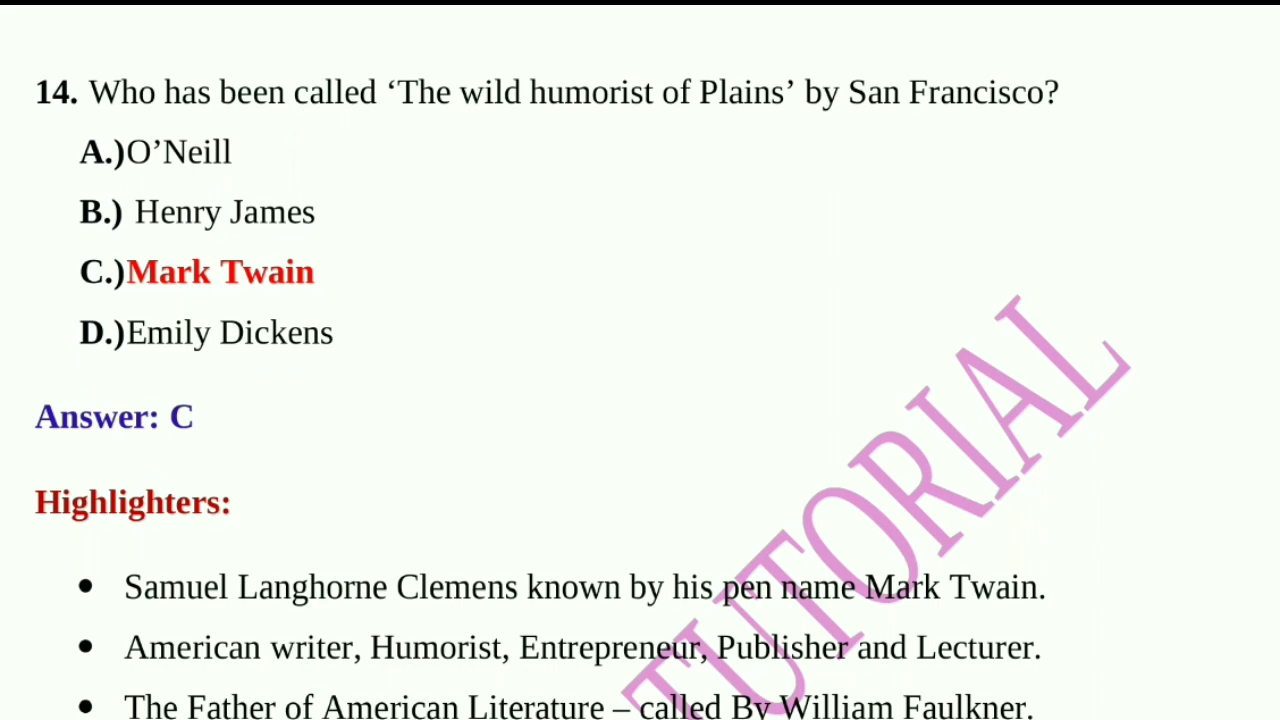 14. Who has been called ‘The wild humorist of Plains’ by San Francisco?
A.)O’Neill
B.) Henry James
C.)Mark Twain
D.)Emily Dickens
Answer: C
Highlighters:
• Samuel Langhorne Clemens known by his pen name Mark Twain.
• American writer, Humorist, Entrepreneur, Publisher and Lecturer.
• The Father of American Literature – called By William Faulkner.
TUTORIAL